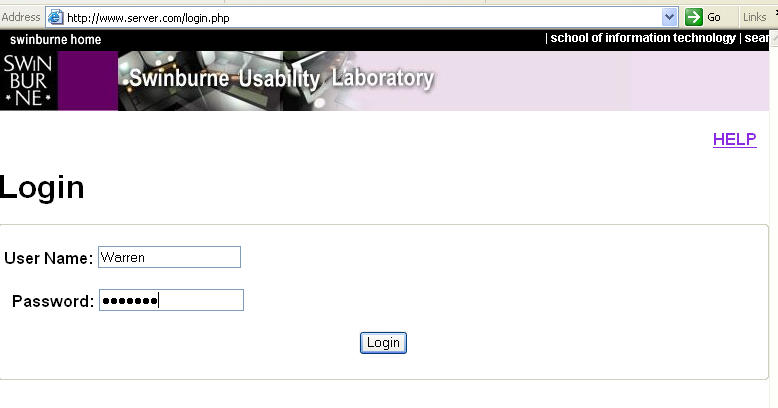 Address http://www.server.com/login.php Go Links
swinburne home | school of information technology | sear
SWIN
BUR
* NE *
Swinburne Usability Laboratory
HELP
Login
User Name: Warren
Password: •••••••
Login